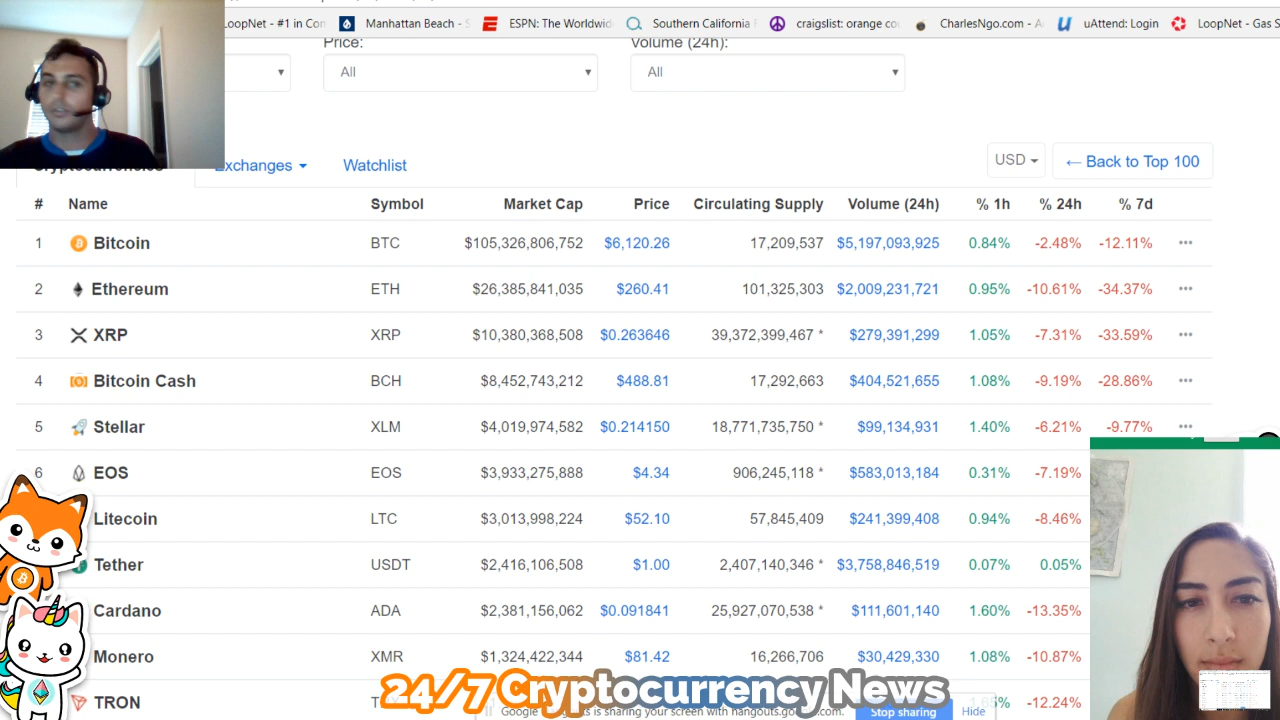 LoopNet - #1 in Com Manhattan Beach - S ESPN: The Worldwid Southern California craigslist: orange cou CharlesNgo.com - A uAttend: Login LoopNet - Gas S
Price: Volume (24h):
All All
Cryptocurrencies Exchanges Watchlist USD ← Back to Top 100
# Name Symbol Market Cap Price Circulating Supply Volume (24h) % 1h % 24h % 7d
1 Bitcoin BTC $105,326,806,752 $6,120.26 17,209,537 $5,197,093,925 0.84% -2.48% -12.11%
2 Ethereum ETH $26,385,841,035 $260.41 101,325,303 $2,009,231,721 0.95% -10.61% -34.37%
3 XRP XRP $10,380,368,508 $0.263646 39,372,399,467 * $279,391,299 1.05% -7.31% -33.59%
4 Bitcoin Cash BCH $8,452,743,212 $488.81 17,292,663 $404,521,655 1.08% -9.19% -28.86%
5 Stellar XLM $4,019,974,582 $0.214150 18,771,735,750 * $99,134,931 1.40% -6.21% -9.77%
6 EOS EOS $3,933,275,888 $4.34 906,245,118 * $583,013,184 0.31% -7.19%
Litecoin LTC $3,013,998,224 $52.10 57,845,409 $241,399,408 0.94% -8.46%
Tether USDT $2,416,106,508 $1.00 2,407,140,346 * $3,758,846,519 0.07% 0.05%
Cardano ADA $2,381,156,062 $0.091841 25,927,070,538 * $111,601,140 1.60% -13.35%
Monero XMR $1,324,422,344 $81.42 16,266,706 $30,429,330 1.08% -10.87%
24/7 Cryptocurrency News
TRON -12.24%
is sharing your screen with hangouts Stop sharing Hide